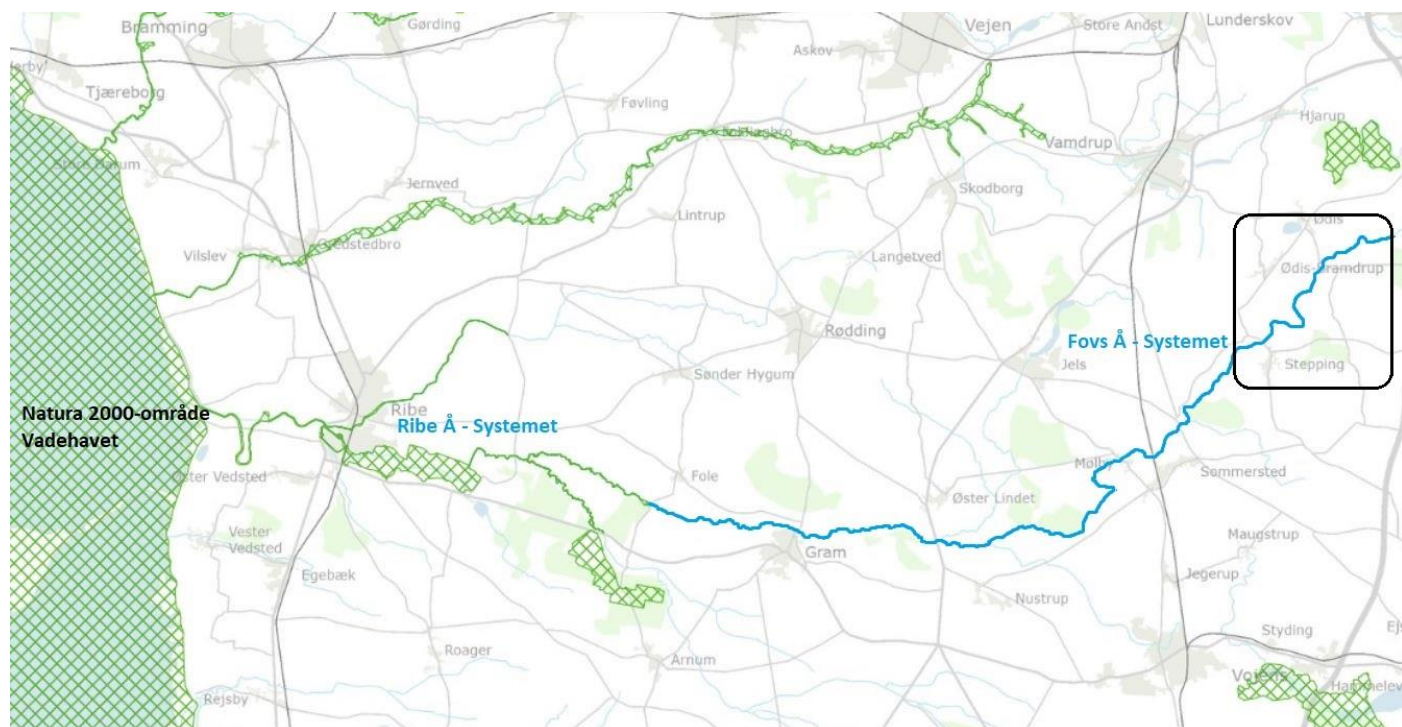 Bramming
Gørding
Vejen
Store Andst
Lunderskov
Askov
Tjæreborg
Føvling
Hjarup
Vamdrup
Jernved
Skodborg
Lintrup
Ødis
Vilslev
Langetved
Ødis-Bramdrup
Rødding
Fovs Å - Systemet
Jels
Stepping
Sønder Hygum
Natura 2000-område
Vadehavet
Ribe
Ribe Å - Systemet
Øster Vedsted
Fole
Mølby
Sommersted
Øster Lindet
Vester
Vedsted
Gram
Maugstrup
Egebæk
Jegerup
Nustrup
Styding
Roager
Arnum
Vojens
Rejsby